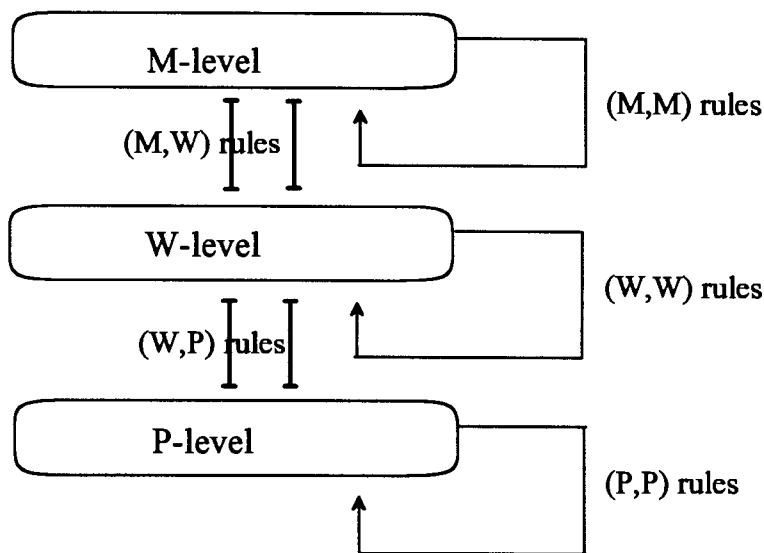 M-level
(M,M) rules
(M,W) rules
W-level
(W,W) rules
(W,P) rules
P-level
(P,P) rules